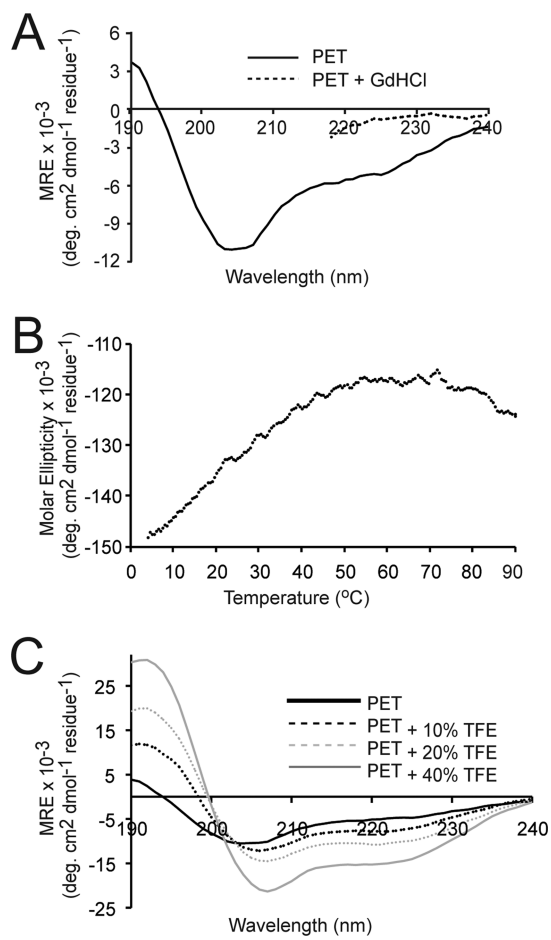 A
MRE x 10-3
(deg. cm2 dmol-1 residue-1)
6
3
0
-3
-6
-9
-12
PET
PET + GdHCl
190 200 210 220 230 240
Wavelength (nm)
B
Molar Ellipticity x 10-3
(deg. cm2 dmol-1 residue-1)
-110
-120
-130
-140
-150
0 10 20 30 40 50 60 70 80 90
Temperature (oC)
C
MRE x 10-3
(deg. cm2 dmol-1 residue-1)
25
15
5
-5
-15
-25
PET
PET + 10% TFE
PET + 20% TFE
PET + 40% TFE
190 200 210 220 230 240
Wavelength (nm)